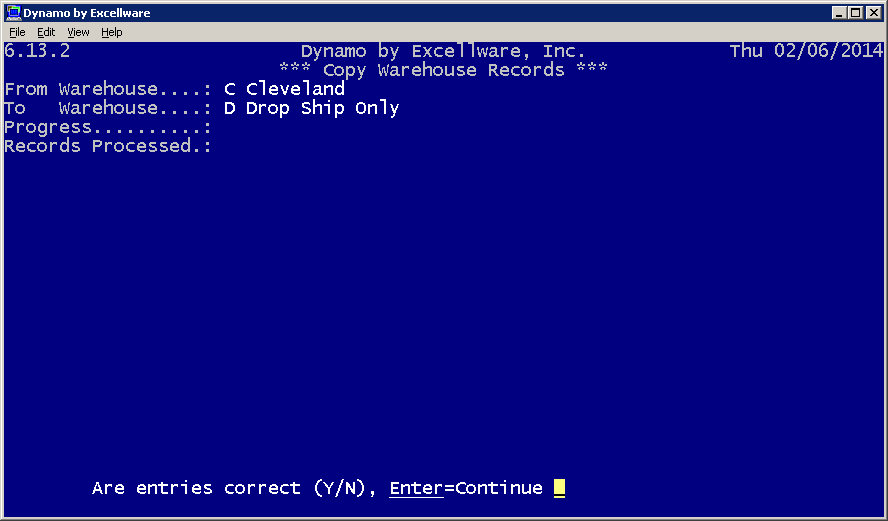 Dynamo by Excellware
File Edit View Help
6.13.2 Dynamo by Excellware, Inc. Thu 02/06/2014
*** Copy Warehouse Records ***
From Warehouse....: C Cleveland
To   Warehouse....: D Drop Ship Only
Progress..........:
Records Processed.:
Are entries correct (Y/N), Enter=Continue